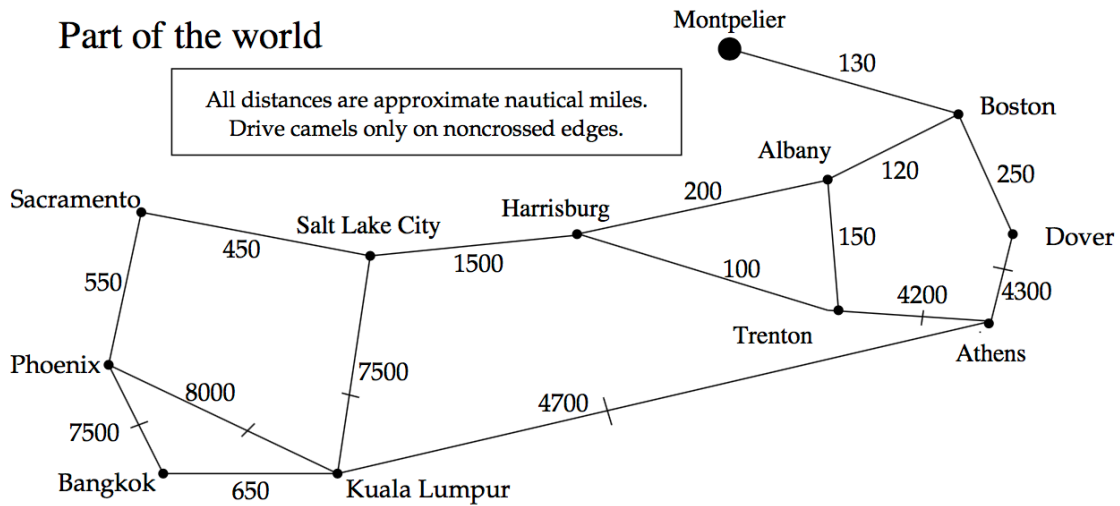 Part of the world
Montpelier
130
All distances are approximate nautical miles.
Drive camels only on noncrossed edges.
Boston
Albany
120
250
200
Sacramento
Harrisburg
Salt Lake City
150
Dover
450
1500
100
550
4200
4300
Trenton
Athens
Phoenix
8000
7500
4700
7500
Bangkok
650
Kuala Lumpur